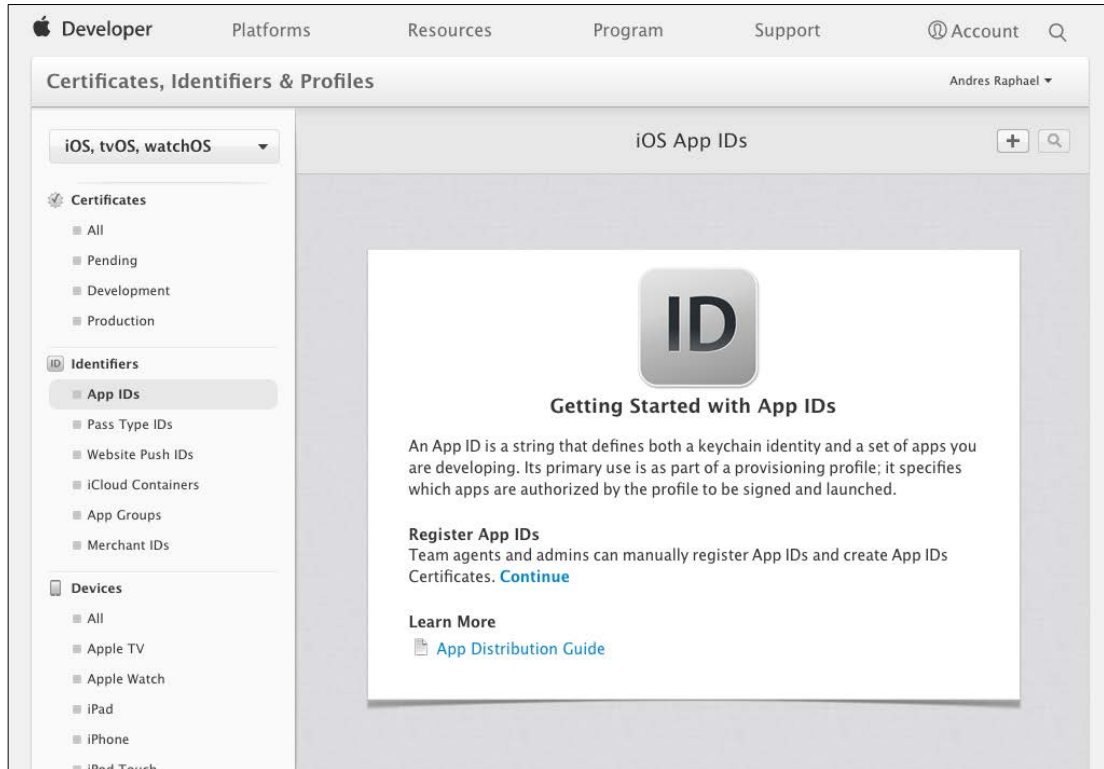 Developer
Platforms
Resources
Program
Support
Account
Certificates, Identifiers & Profiles
Andres Raphael
iOS, tvOS, watchOS
iOS App IDs
Certificates
All
Pending
Development
Production
ID Identifiers
App IDs
Pass Type IDs
Website Push IDs
iCloud Containers
App Groups
Merchant IDs
Devices
All
Apple TV
Apple Watch
iPad
iPhone
iPod Touch
ID
Getting Started with App IDs
An App ID is a string that defines both a keychain identity and a set of apps you
are developing. Its primary use is as part of a provisioning profile; it specifies
which apps are authorized by the profile to be signed and launched.
Register App IDs
Team agents and admins can manually register App IDs and create App IDs
Certificates. Continue
Learn More
App Distribution Guide